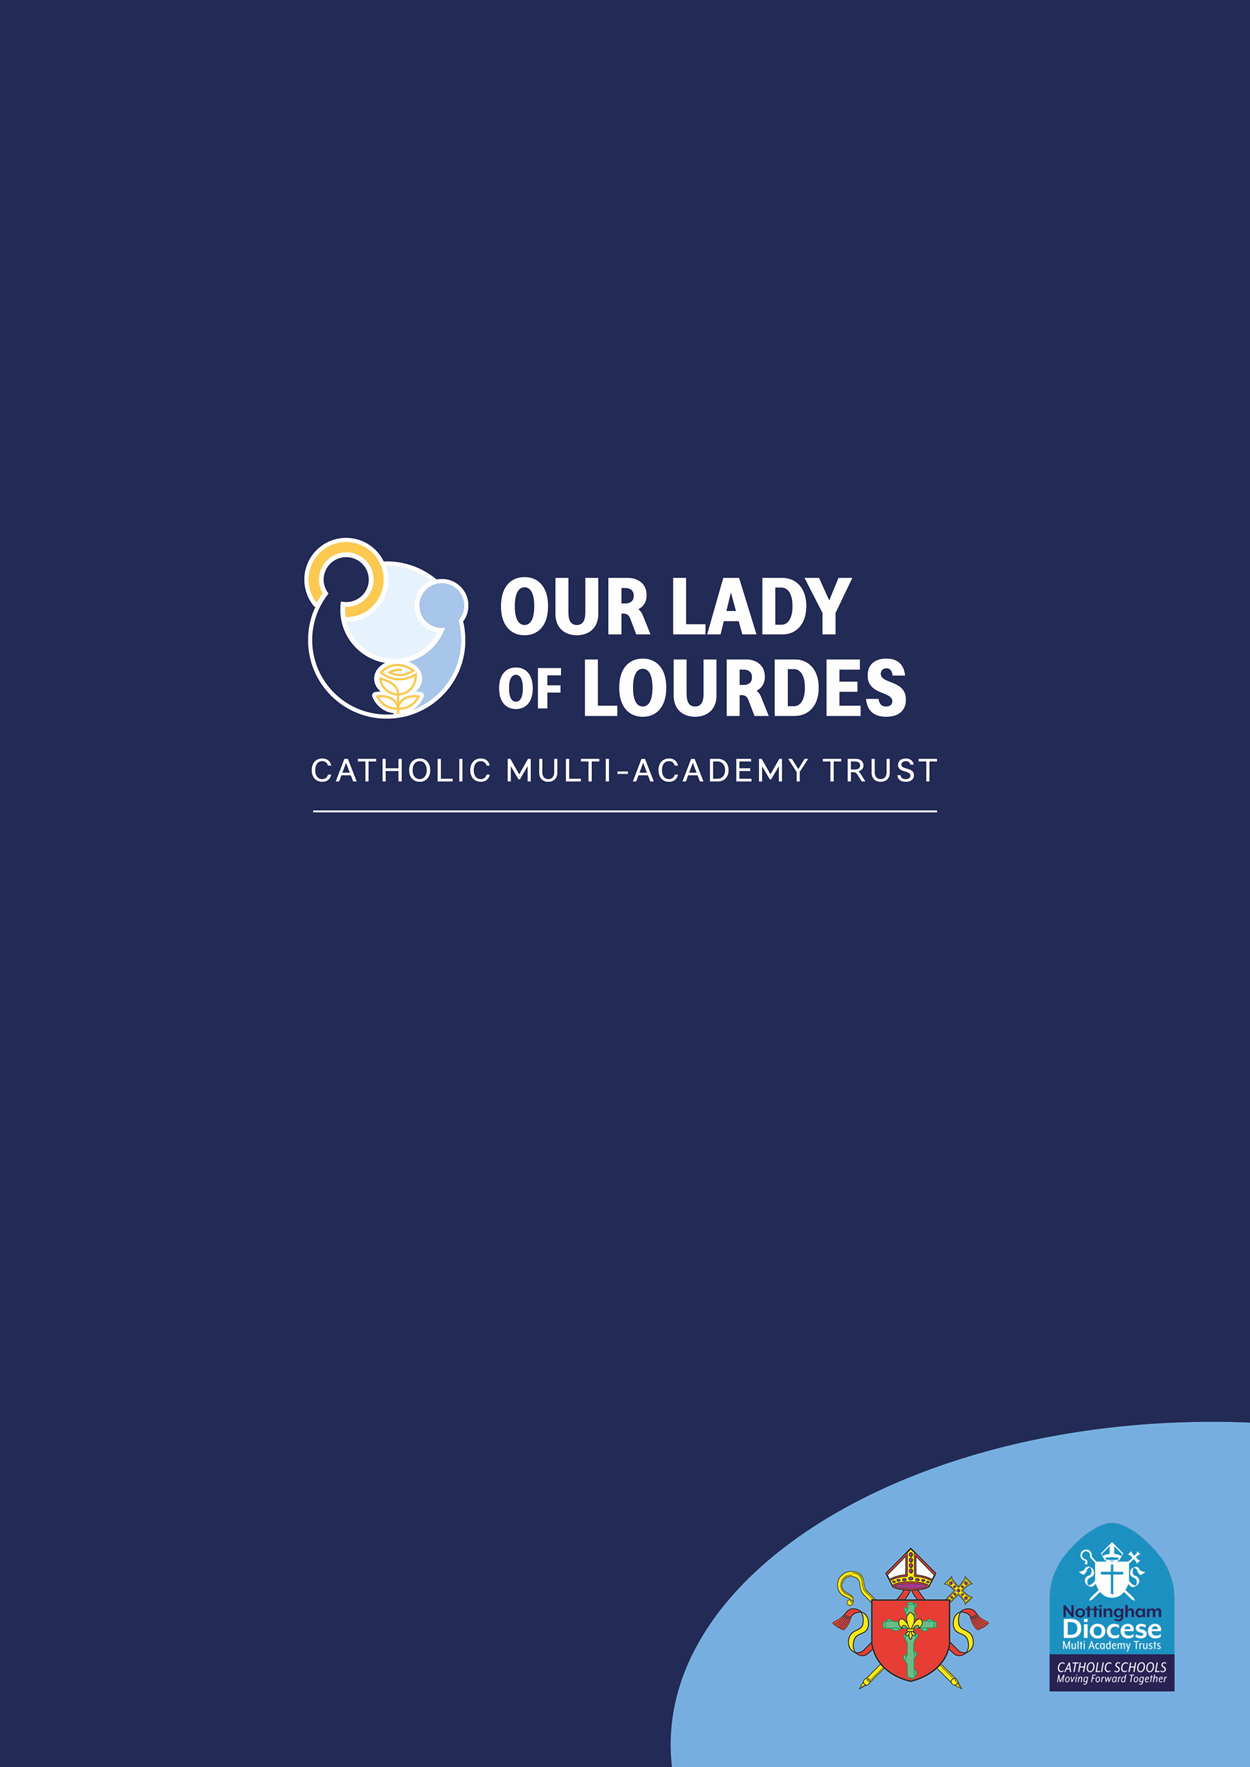 OUR LADY
OF LOURDES
CATHOLIC MULTI-ACADEMY TRUST
Nottingham
Diocese
Multi Academy Trusts
CATHOLIC SCHOOLS
Moving Forward Together